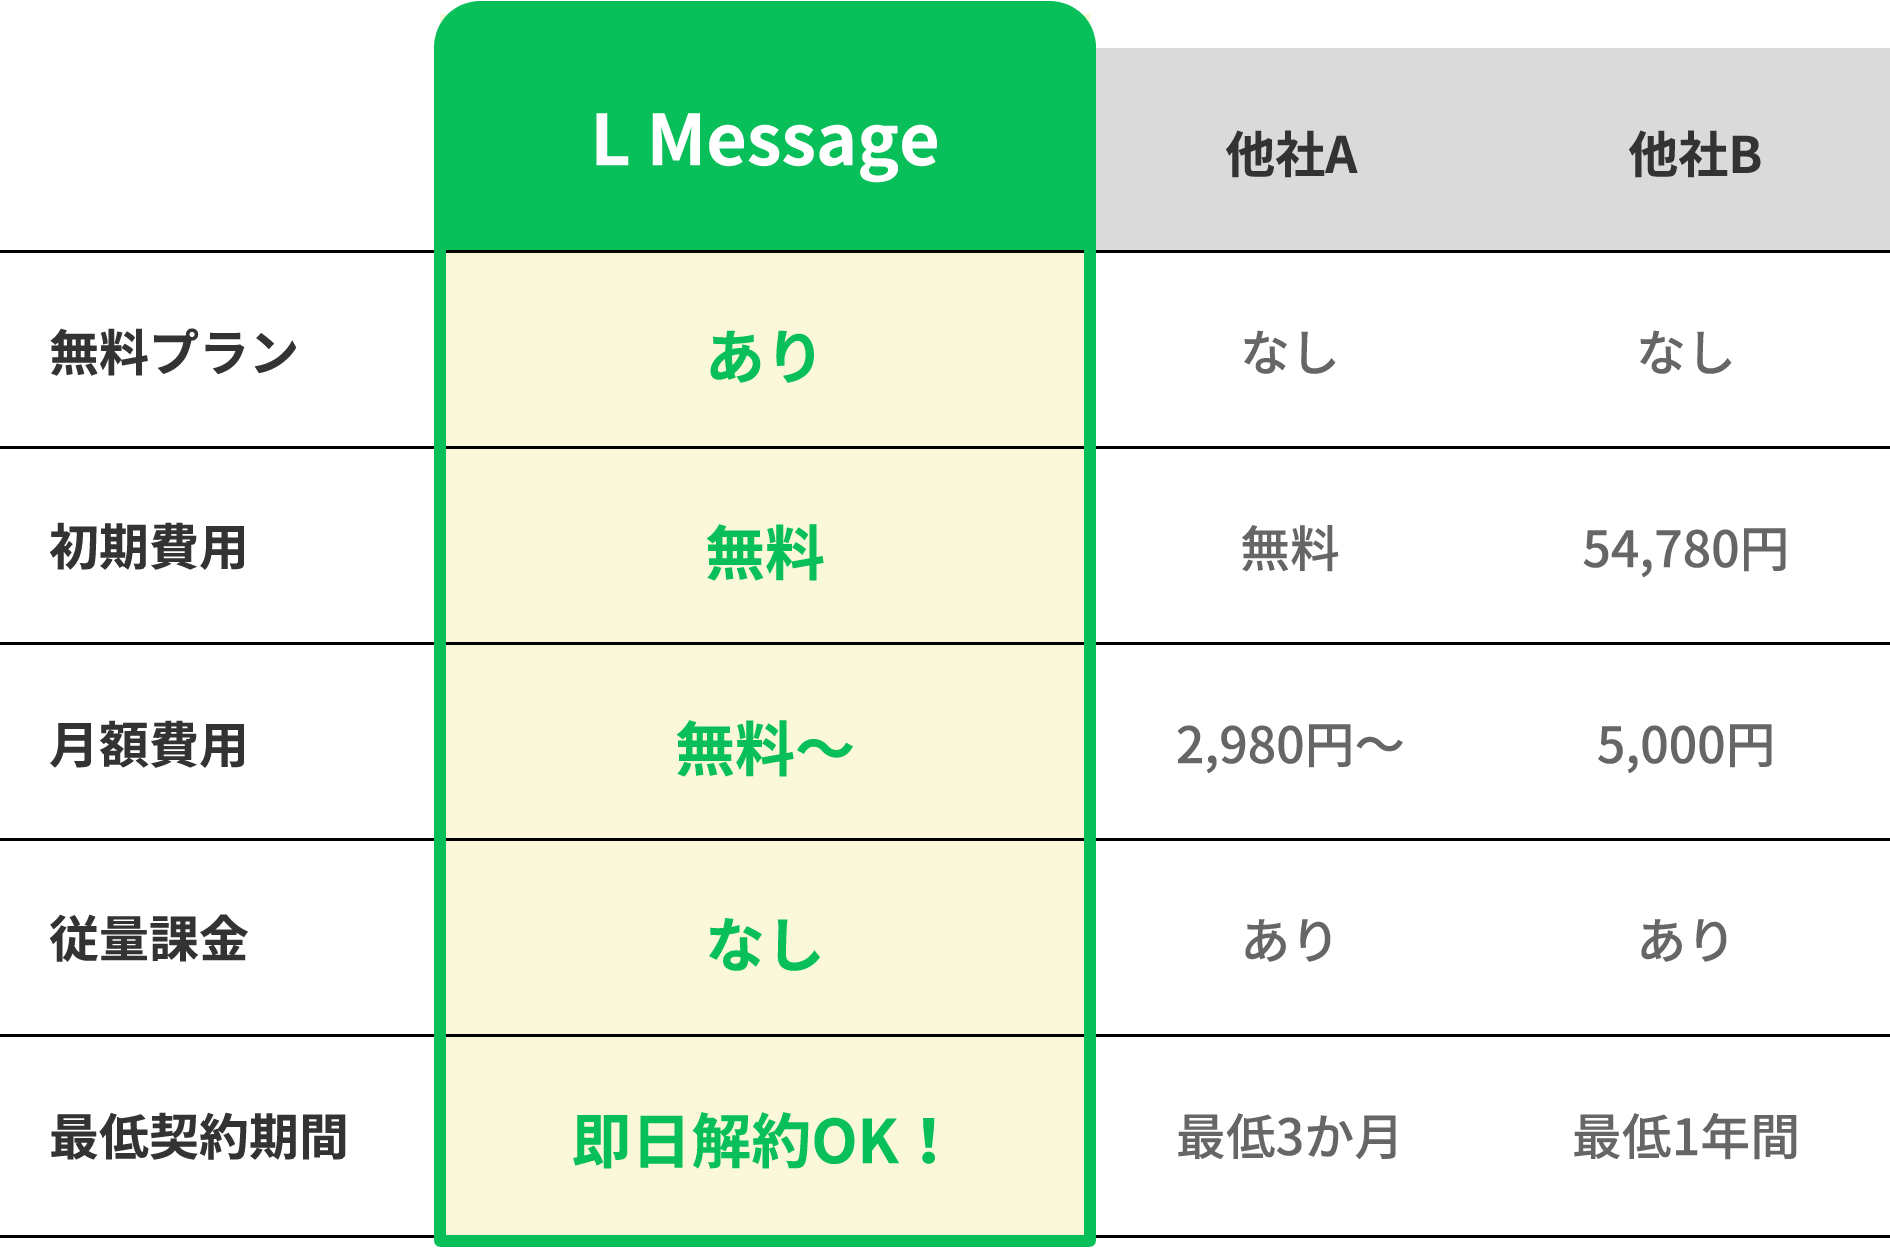 L Message 他社A 他社B
無料プラン あり なし なし
初期費用 無料 無料 54,780円
月額費用 無料〜 2,980円〜 5,000円
従量課金 なし あり あり
最低契約期間 即日解約OK！ 最低3か月 最低1年間